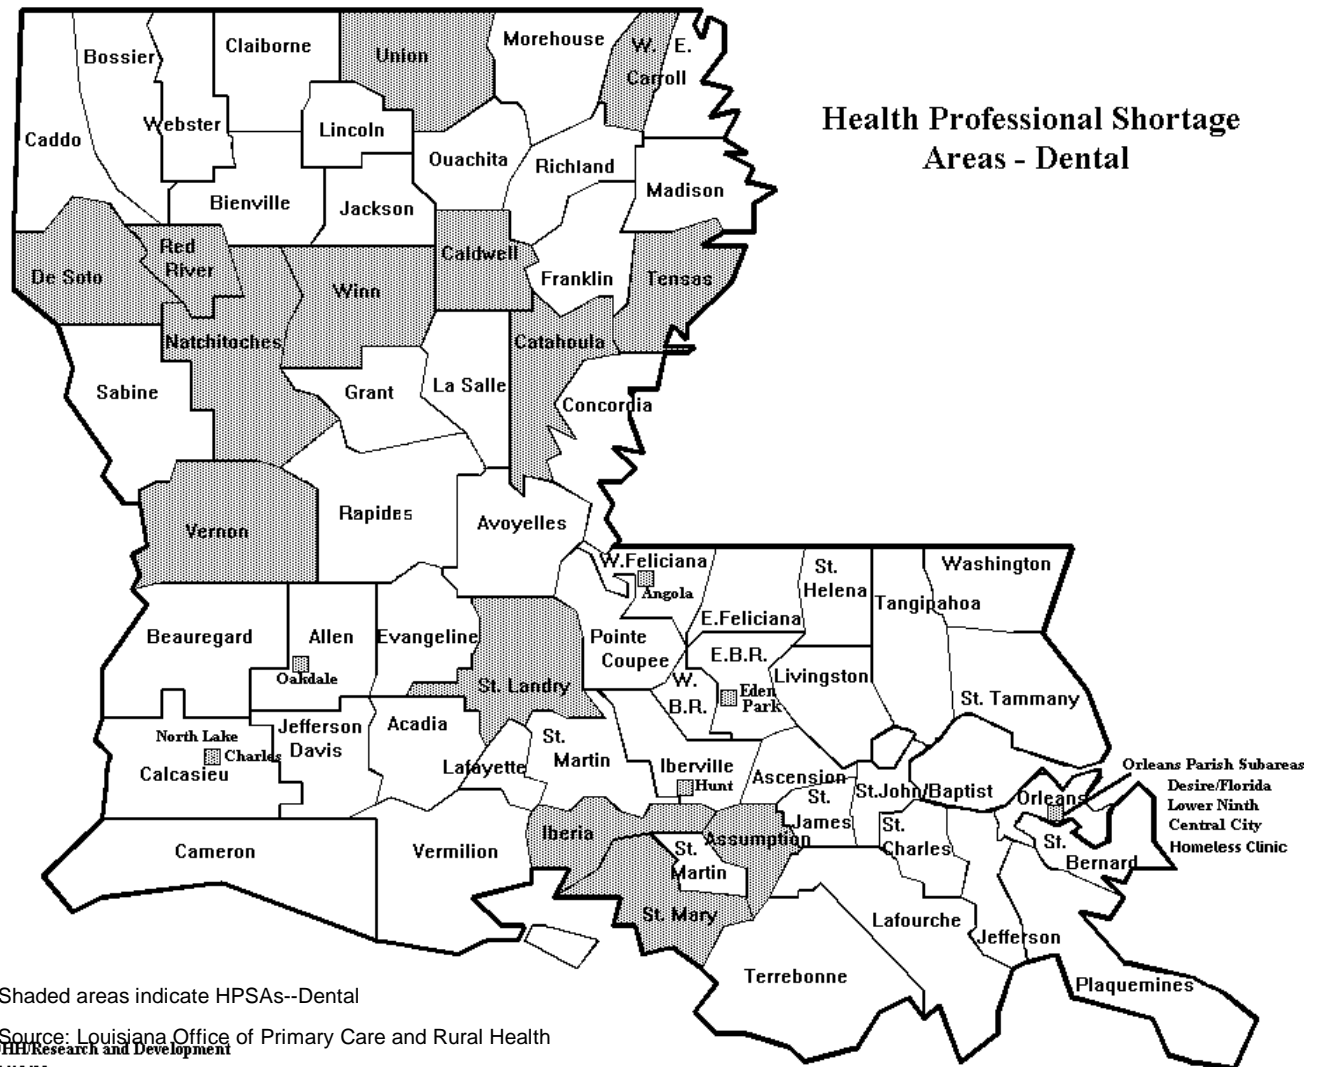 Health Professional Shortage
Areas - Dental
Bossier
Claiborne
Union
Morehouse
W.
E.
Carroll
Caddo
Webster
Lincoln
Ouachita
Richland
Madison
Bienville
Jackson
Red
River
De Soto
Winn
Caldwell
Franklin
Tensas
Natchitoches
Catahoula
Sabine
Grant
La Salle
Concordia
Vernon
Rapides
Avoyelles
W.Feliciana
Angola
St.
Helena
Washington
Tangipahoa
E.Feliciana
Beauregard
Allen
Oakdale
Evangeline
St. Landry
Pointe
Coupee
E.B.R.
W.
B.R.
Eden
Park
Livingston
St. Tammany
North Lake
Charles
Calcasieu
Jefferson
Davis
Acadia
Lafayette
St.
Martin
Iberville
Hunt
Ascension
St.
James
St.John/Baptist
Orleans
Orleans Parish Subareas
Desire/Florida
Lower Ninth
Central City
Homeless Clinic
Cameron
Vermilion
Iberia
Assumption
St.
Martin
St. Mary
St.
Charles
St.
Bernard
Lafourche
Jefferson
Terrebonne
Plaquemines
Shaded areas indicate HPSAs--Dental
Source: Louisiana Office of Primary Care and Rural Health
HH/Research and Development